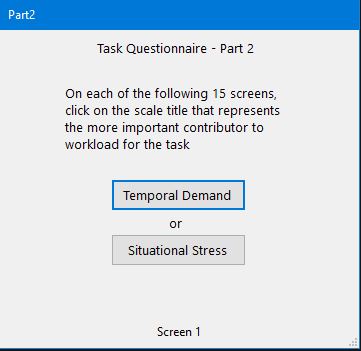 Part2
Task Questionnaire - Part 2
On each of the following 15 screens,
click on the scale title that represents
the more important contributor to
workload for the task
Temporal Demand
or
Situational Stress
Screen 1